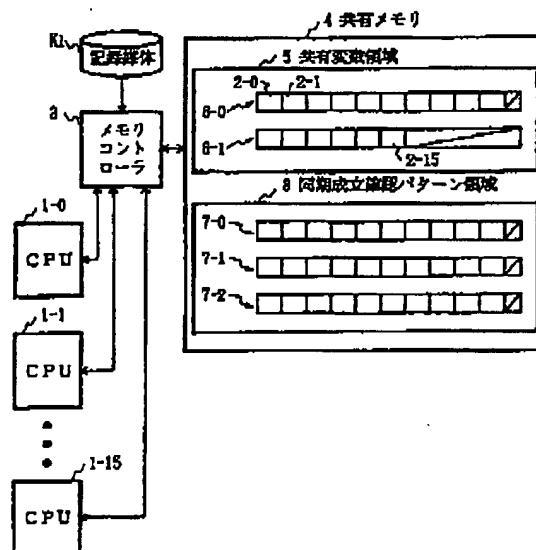 4 共有メモリ
K1
記録媒体
5 共有変数領域
2-0
2-1
6-0
3
メモリ
コント
ローラ
6-1
2-15
8 同期成立確認パターン領域
1-0
7-0
CPU
7-1
1-1
7-2
CPU
1-15
CPU